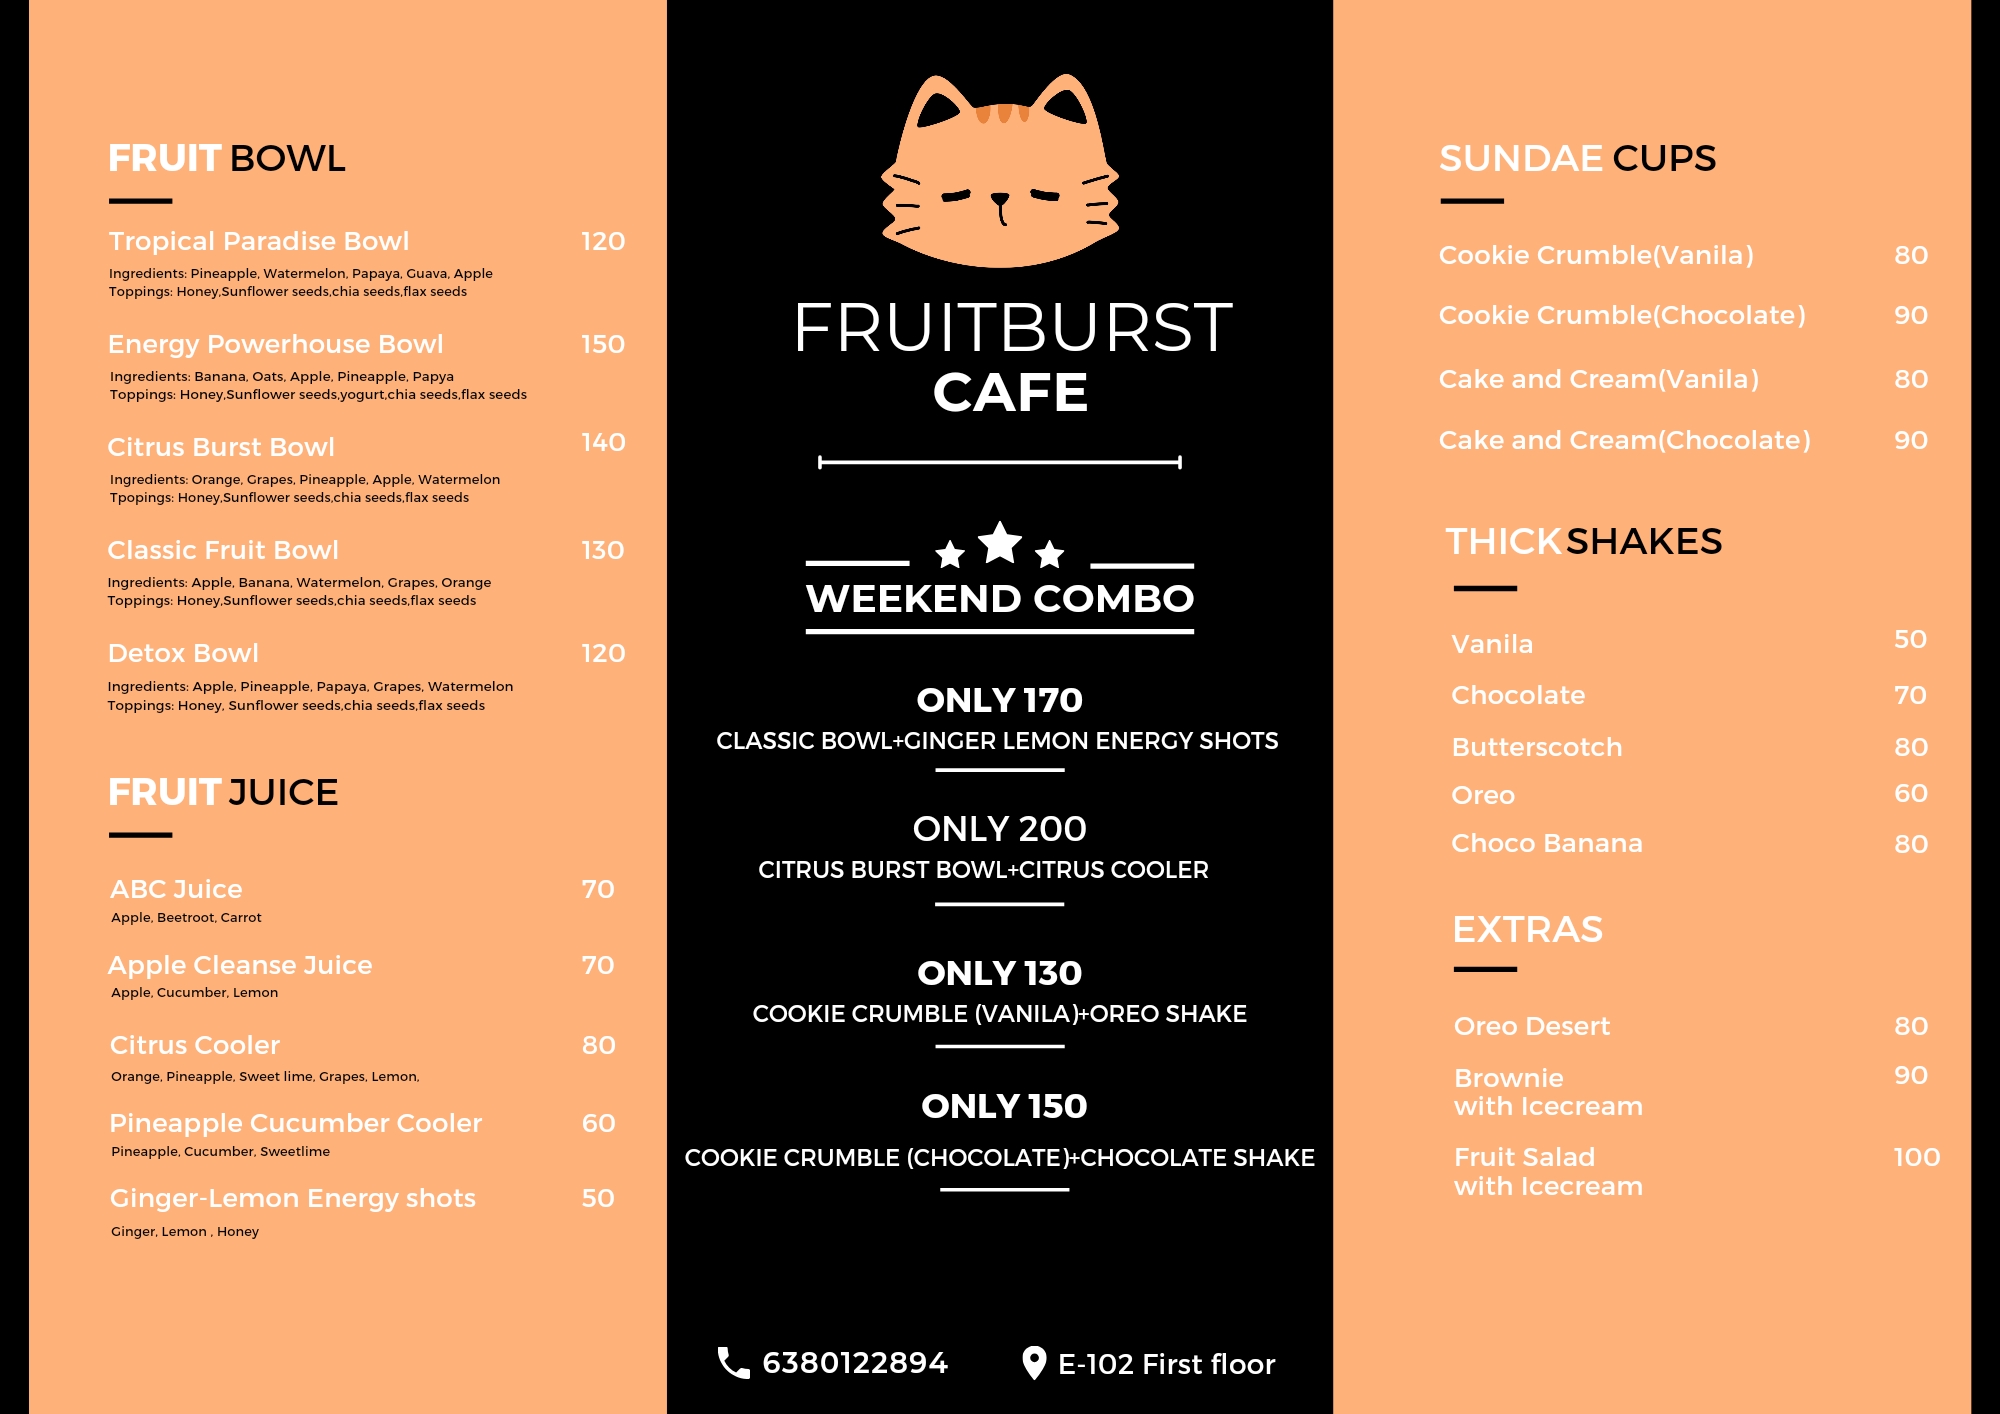 FRUIT BOWL
Tropical Paradise Bowl 120
Ingredients: Pineapple, Watermelon, Papaya, Guava, Apple
Toppings: Honey,Sunflower seeds,chia seeds,flax seeds
Energy Powerhouse Bowl 150
Ingredients: Banana, Oats, Apple, Pineapple, Papya
Toppings: Honey,Sunflower seeds,yogurt,chia seeds,flax seeds
Citrus Burst Bowl 140
Ingredients: Orange, Grapes, Pineapple, Apple, Watermelon
Tpopings: Honey,Sunflower seeds,chia seeds,flax seeds
Classic Fruit Bowl 130
Ingredients: Apple, Banana, Watermelon, Grapes, Orange
Toppings: Honey,Sunflower seeds,chia seeds,flax seeds
Detox Bowl 120
Ingredients: Apple, Pineapple, Papaya, Grapes, Watermelon
Toppings: Honey, Sunflower seeds,chia seeds,flax seeds
FRUIT JUICE
ABC Juice 70
Apple, Beetroot, Carrot
Apple Cleanse Juice 70
Apple, Cucumber, Lemon
Citrus Cooler 80
Orange, Pineapple, Sweet lime, Grapes, Lemon,
Pineapple Cucumber Cooler 60
Pineapple, Cucumber, Sweetlime
Ginger-Lemon Energy shots 50
Ginger, Lemon , Honey
FRUITBURST
CAFE
WEEKEND COMBO
ONLY 170
CLASSIC BOWL+GINGER LEMON ENERGY SHOTS
ONLY 200
CITRUS BURST BOWL+CITRUS COOLER
ONLY 130
COOKIE CRUMBLE (VANILA)+OREO SHAKE
ONLY 150
COOKIE CRUMBLE (CHOCOLATE)+CHOCOLATE SHAKE
6380122894
E-102 First floor
SUNDAE CUPS
Cookie Crumble(Vanila) 80
Cookie Crumble(Chocolate) 90
Cake and Cream(Vanila) 80
Cake and Cream(Chocolate) 90
THICK SHAKES
Vanila 50
Chocolate 70
Butterscotch 80
Oreo 60
Choco Banana 80
EXTRAS
Oreo Desert 80
Brownie 90
with Icecream
Fruit Salad 100
with Icecream